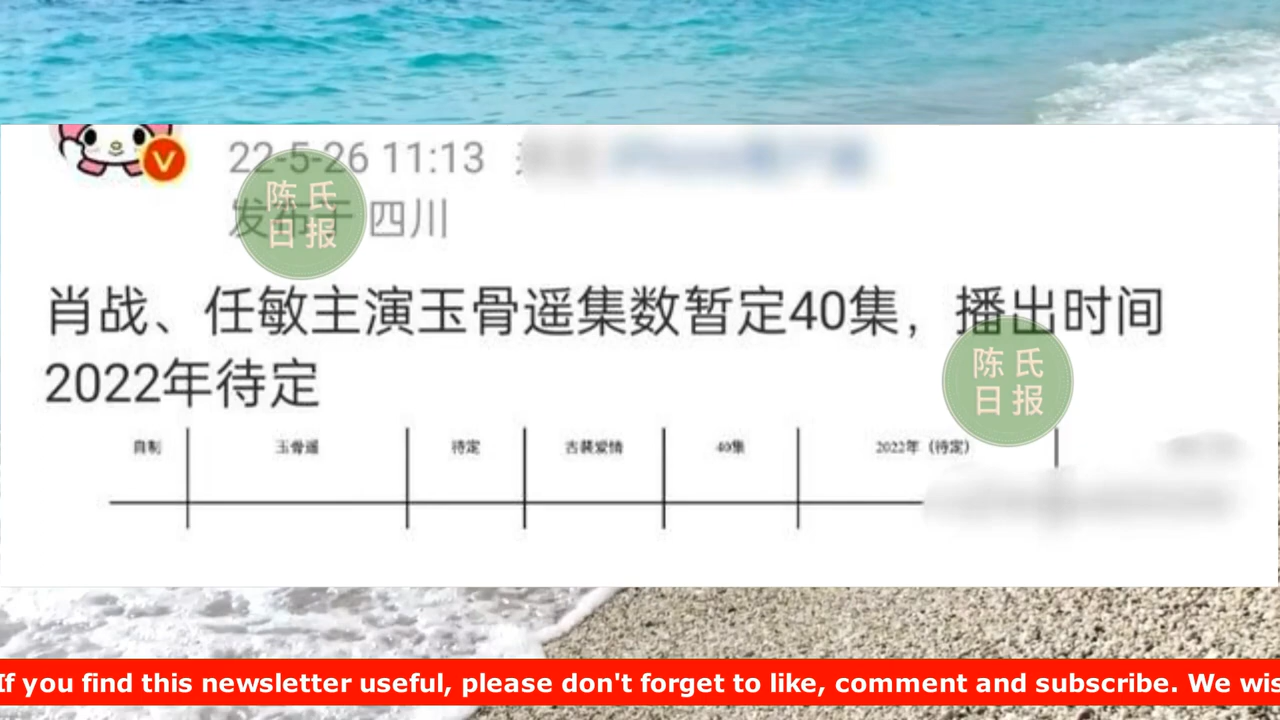 22-5-26 11:13
发布于 四川
陈氏
日报
肖战、任敏主演玉骨遥集数暂定40集，播出时间
2022年待定
陈氏
日报
自制 玉骨遥 待定 古装爱情 40集 2022年（待定）
If you find this newsletter useful, please don't forget to like, comment and subscribe. We wis